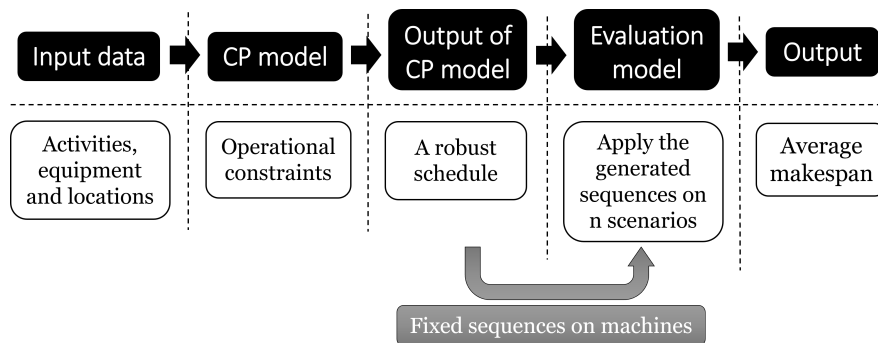 Input data
CP model
Output of
CP model
Evaluation
model
Output
Activities,
equipment
and locations
Operational
constraints
A robust
schedule
Apply the
generated
sequences on
n scenarios
Average
makespan
Fixed sequences on machines